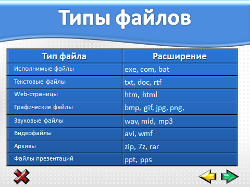 Типы файлов
Тип файла Расширение
Исполнимые файлы exe, com, bat
Текстовые файлы txt, doc, rtf
Web-страницы htm, html
Графические файлы bmp, gif, jpg, png,
Звуковые файлы wav, mid, mp3
Видеофайлы avi, wmf
Архивы zip, 7z, rar
Файлы презентаций ppt, pps